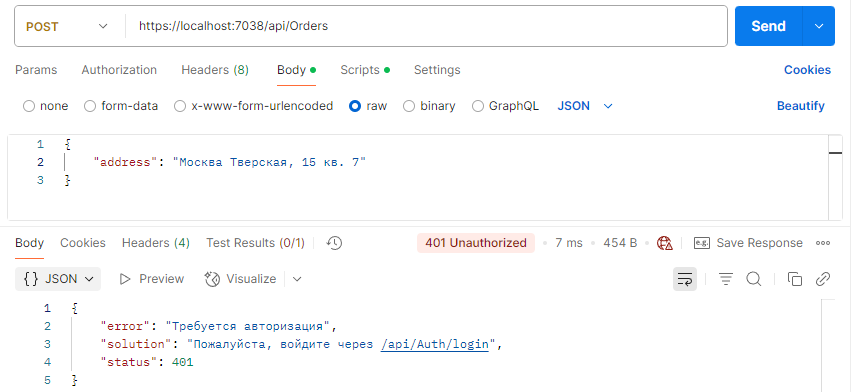 POST https://localhost:7038/api/Orders Send
Params Authorization Headers (8) Body Scripts Settings Cookies
none form-data x-www-form-urlencoded raw binary GraphQL JSON Beautify
1 {
2 "address": "Москва Тверская, 15 кв. 7"
3 }
Body Cookies Headers (4) Test Results (0/1) 401 Unauthorized • 7 ms • 454 B • e.g. Save Response
{} JSON Preview Visualize
1 {
2 "error": "Требуется авторизация",
3 "solution": "Пожалуйста, войдите через /api/Auth/login",
4 "status": 401
5 }